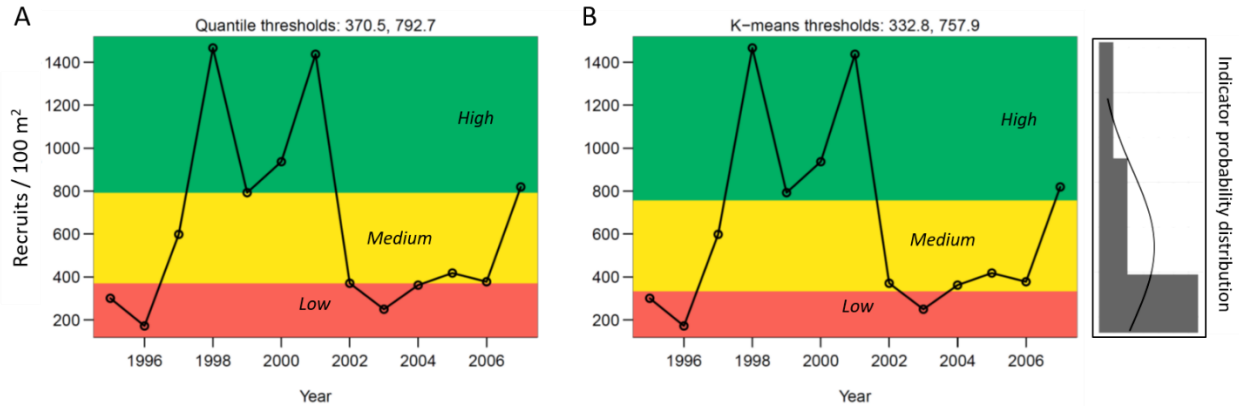 A
Quantile thresholds: 370.5, 792.7
Recruits / 100 m²
1400
1200
1000
800
600
400
200
High
Medium
Low
1996
1998
2000
2002
2004
2006
Year
B
K−means thresholds: 332.8, 757.9
1400
1200
1000
800
600
400
200
High
Medium
Low
1996
1998
2000
2002
2004
2006
Year
Indicator probability distribution